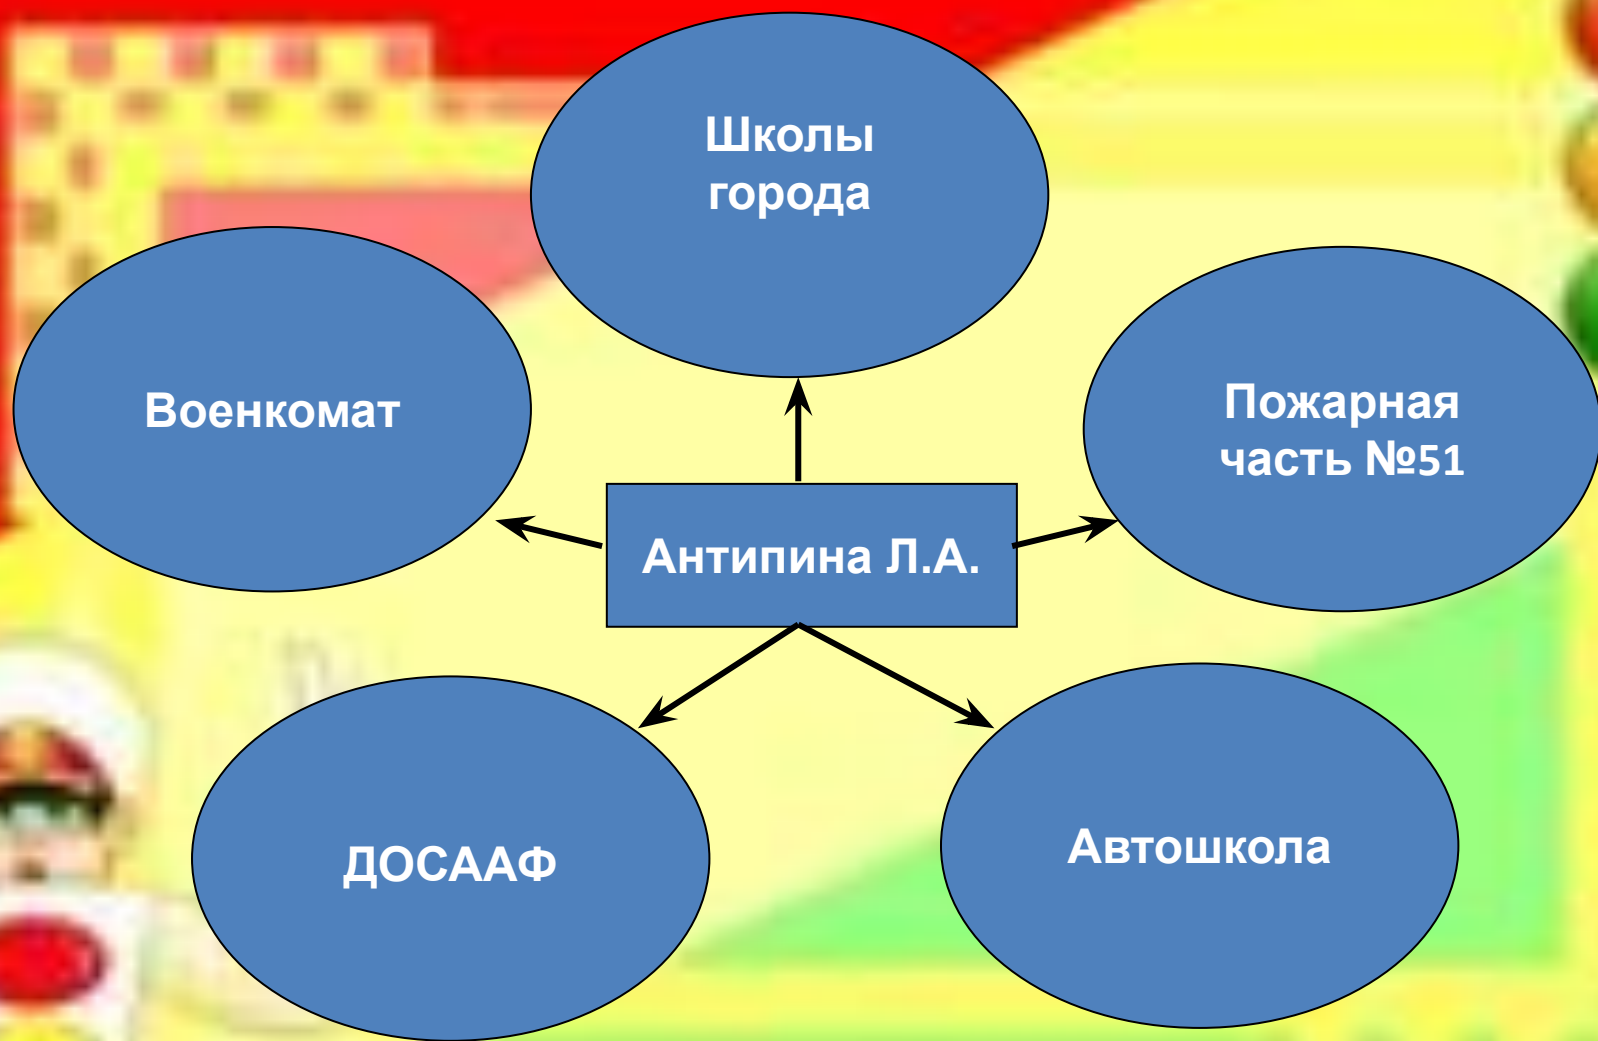 Школы
города
Военкомат
Пожарная
часть №51
Антипина Л.А.
ДОСААФ
Автошкола